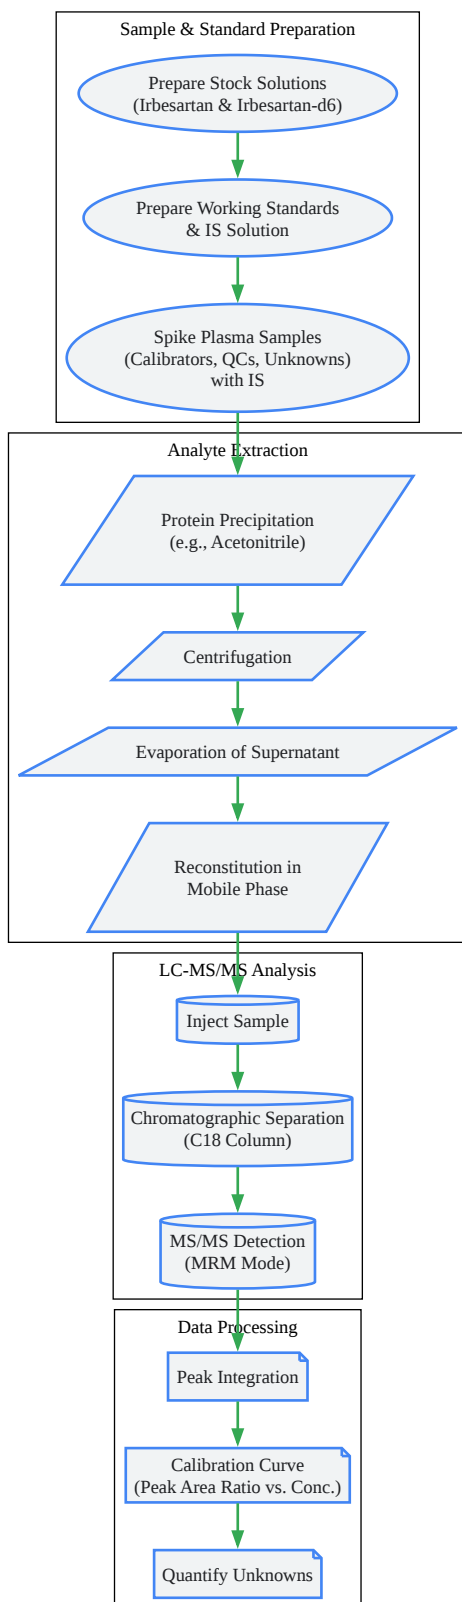 Sample & Standard Preparation
Prepare Stock Solutions
(Irbesartan & Irbesartan-d6)
Prepare Working Standards
& IS Solution
Spike Plasma Samples
(Calibrators, QCs, Unknowns)
with IS
Analyte Extraction
Protein Precipitation
(e.g., Acetonitrile)
Centrifugation
Evaporation of Supernatant
Reconstitution in
Mobile Phase
LC-MS/MS Analysis
Inject Sample
Chromatographic Separation
(C18 Column)
MS/MS Detection
(MRM Mode)
Data Processing
Peak Integration
Calibration Curve
(Peak Area Ratio vs. Conc.)
Quantify Unknowns